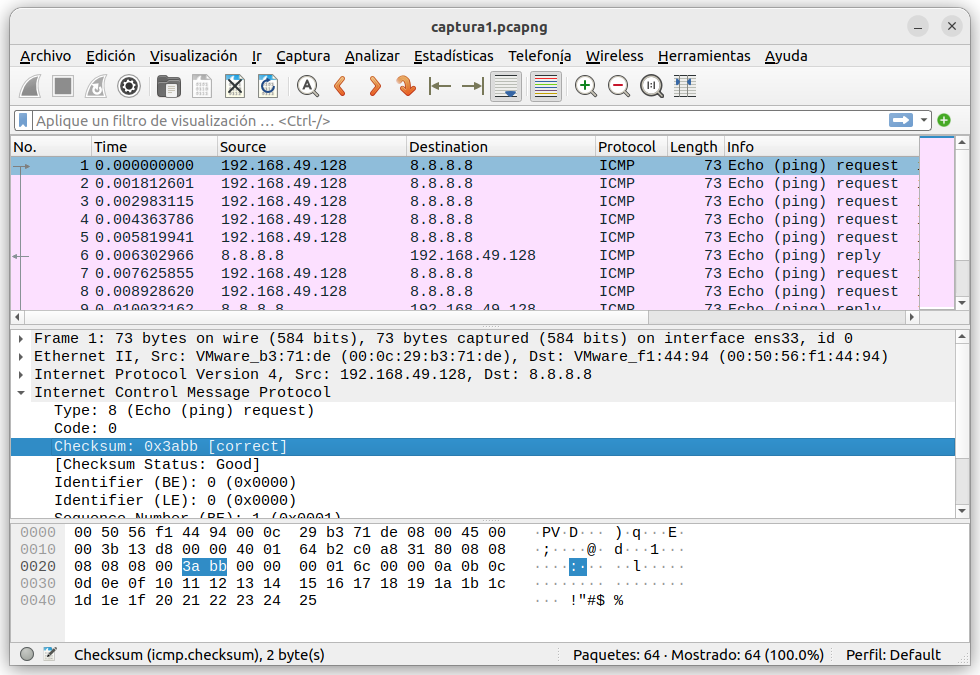 captura1.pcapng
Archivo Edición Visualización Ir Captura Analizar Estadísticas Telefonía Wireless Herramientas Ayuda
Aplique un filtro de visualización … <Ctrl-/>
No. Time Source Destination Protocol Length Info
1 0.000000000 192.168.49.128 8.8.8.8 ICMP 73 Echo (ping) request
2 0.001812601 192.168.49.128 8.8.8.8 ICMP 73 Echo (ping) request
3 0.002983115 192.168.49.128 8.8.8.8 ICMP 73 Echo (ping) request
4 0.004363786 192.168.49.128 8.8.8.8 ICMP 73 Echo (ping) request
5 0.005819941 192.168.49.128 8.8.8.8 ICMP 73 Echo (ping) request
6 0.006302966 8.8.8.8 192.168.49.128 ICMP 73 Echo (ping) reply
7 0.007625855 192.168.49.128 8.8.8.8 ICMP 73 Echo (ping) request
8 0.008928620 192.168.49.128 8.8.8.8 ICMP 73 Echo (ping) request
9 0.010032162 8.8.8.8 192.168.49.128 ICMP 73 Echo (ping) reply
Frame 1: 73 bytes on wire (584 bits), 73 bytes captured (584 bits) on interface ens33, id 0
Ethernet II, Src: VMware_b3:71:de (00:0c:29:b3:71:de), Dst: VMware_f1:44:94 (00:50:56:f1:44:94)
Internet Protocol Version 4, Src: 192.168.49.128, Dst: 8.8.8.8
Internet Control Message Protocol
Type: 8 (Echo (ping) request)
Code: 0
Checksum: 0x3abb [correct]
[Checksum Status: Good]
Identifier (BE): 0 (0x0000)
Identifier (LE): 0 (0x0000)
Sequence Number (BE): 1 (0x0001)
0000 00 50 56 f1 44 94 00 0c 29 b3 71 de 08 00 45 00 ·PV·D··· )·q···E·
0010 00 3b 13 d8 00 00 40 01 64 b2 c0 a8 31 80 08 08 ·;····@· d···1···
0020 08 08 08 00 3a bb 00 00 00 01 6c 00 00 0a 0b 0c ····:··· ··l·····
0030 0d 0e 0f 10 11 12 13 14 15 16 17 18 19 1a 1b 1c ········ ········
0040 1d 1e 1f 20 21 22 23 24 25 ··· !"#$ %
Checksum (icmp.checksum), 2 byte(s) Paquetes: 64 · Mostrado: 64 (100.0%) Perfil: Default